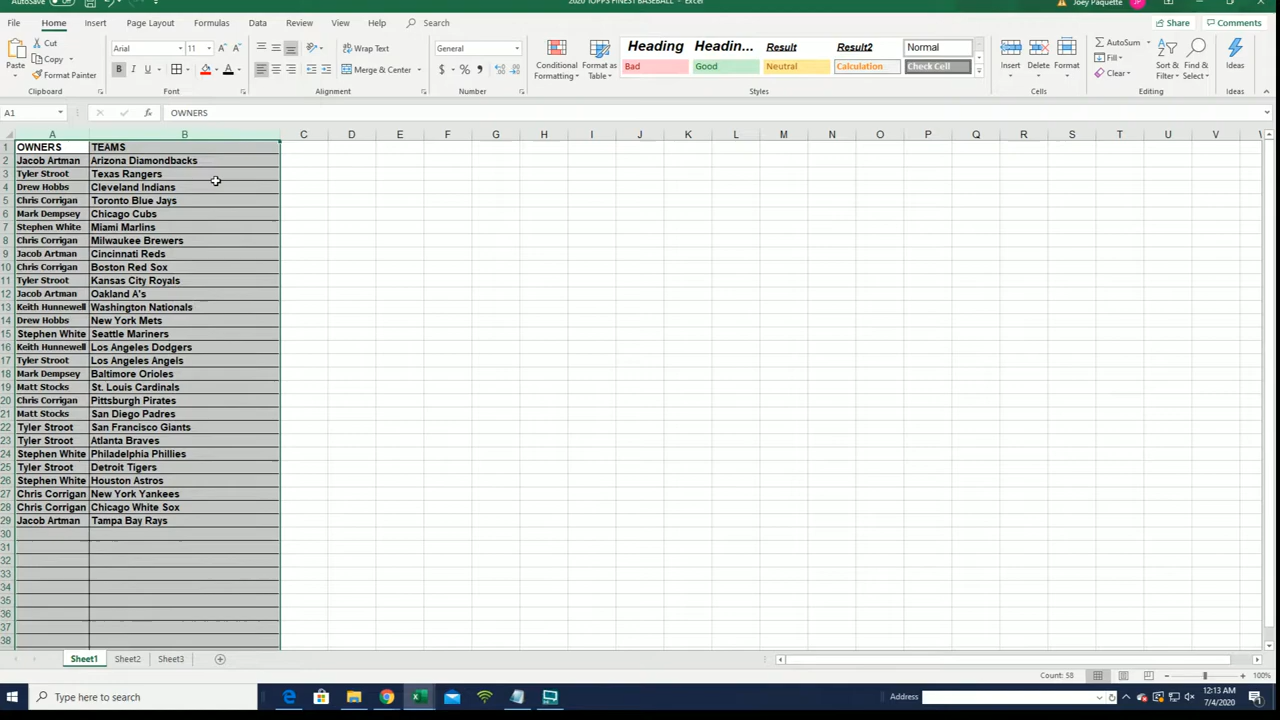 2020 TOPPS FINEST BASEBALL - Excel
Joey Paquette
File Home Insert Page Layout Formulas Data Review View Help Search
Share Comments
Paste Cut Copy Format Painter
Arial 11
B I U
Wrap Text
Merge & Center
General
$ % ,
Conditional Formatting
Format as Table
Heading Headin... Result Result2 Normal
Bad Good Neutral Calculation Check Cell
Insert Delete Format
AutoSum
Fill
Clear
Sort & Filter
Find & Select
Ideas
Clipboard Font Alignment Number Styles Cells Editing Ideas
A1 fx OWNERS
A B C D E F G H I J K L M N O P Q R S T U V
1 OWNERS TEAMS
2 Jacob Artman Arizona Diamondbacks
3 Tyler Stroot Texas Rangers
4 Drew Hobbs Cleveland Indians
5 Chris Corrigan Toronto Blue Jays
6 Mark Dempsey Chicago Cubs
7 Stephen White Miami Marlins
8 Chris Corrigan Milwaukee Brewers
9 Jacob Artman Cincinnati Reds
10 Chris Corrigan Boston Red Sox
11 Tyler Stroot Kansas City Royals
12 Jacob Artman Oakland A's
13 Keith Hunnewell Washington Nationals
14 Drew Hobbs New York Mets
15 Stephen White Seattle Mariners
16 Keith Hunnewell Los Angeles Dodgers
17 Tyler Stroot Los Angeles Angels
18 Mark Dempsey Baltimore Orioles
19 Matt Stocks St. Louis Cardinals
20 Chris Corrigan Pittsburgh Pirates
21 Matt Stocks San Diego Padres
22 Tyler Stroot San Francisco Giants
23 Tyler Stroot Atlanta Braves
24 Stephen White Philadelphia Phillies
25 Tyler Stroot Detroit Tigers
26 Stephen White Houston Astros
27 Chris Corrigan New York Yankees
28 Chris Corrigan Chicago White Sox
29 Jacob Artman Tampa Bay Rays
30
31
32
33
34
35
36
37
38
Sheet1 Sheet2 Sheet3
Count: 58 100%
Type here to search
Address
12:13 AM
7/4/2020